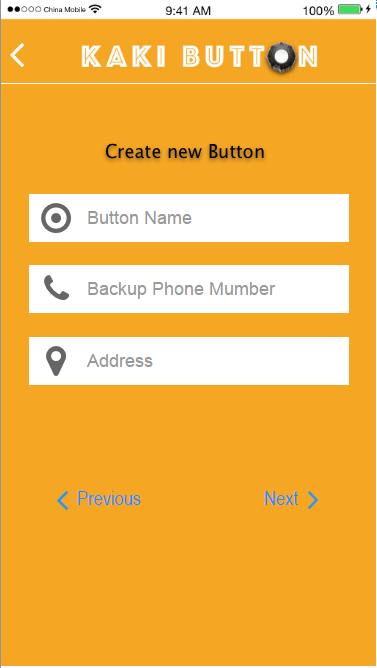 China Mobile 9:41 AM 100%
KAKI BUTTON
Create new Button
Button Name
Backup Phone Mumber
Address
Previous Next